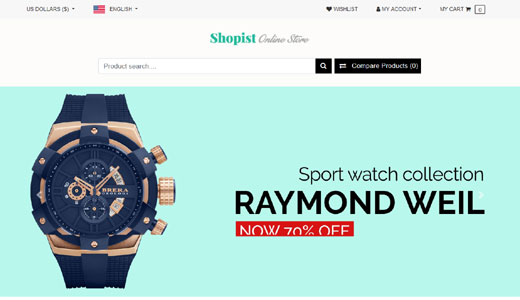 US DOLLARS ($)
ENGLISH
WISHLIST
MY ACCOUNT
MY CART
0
Shopist Online Store
Product search....
Compare Products (0)
BRERA
Sport watch collection
RAYMOND WEIL
NOW 70% OFF